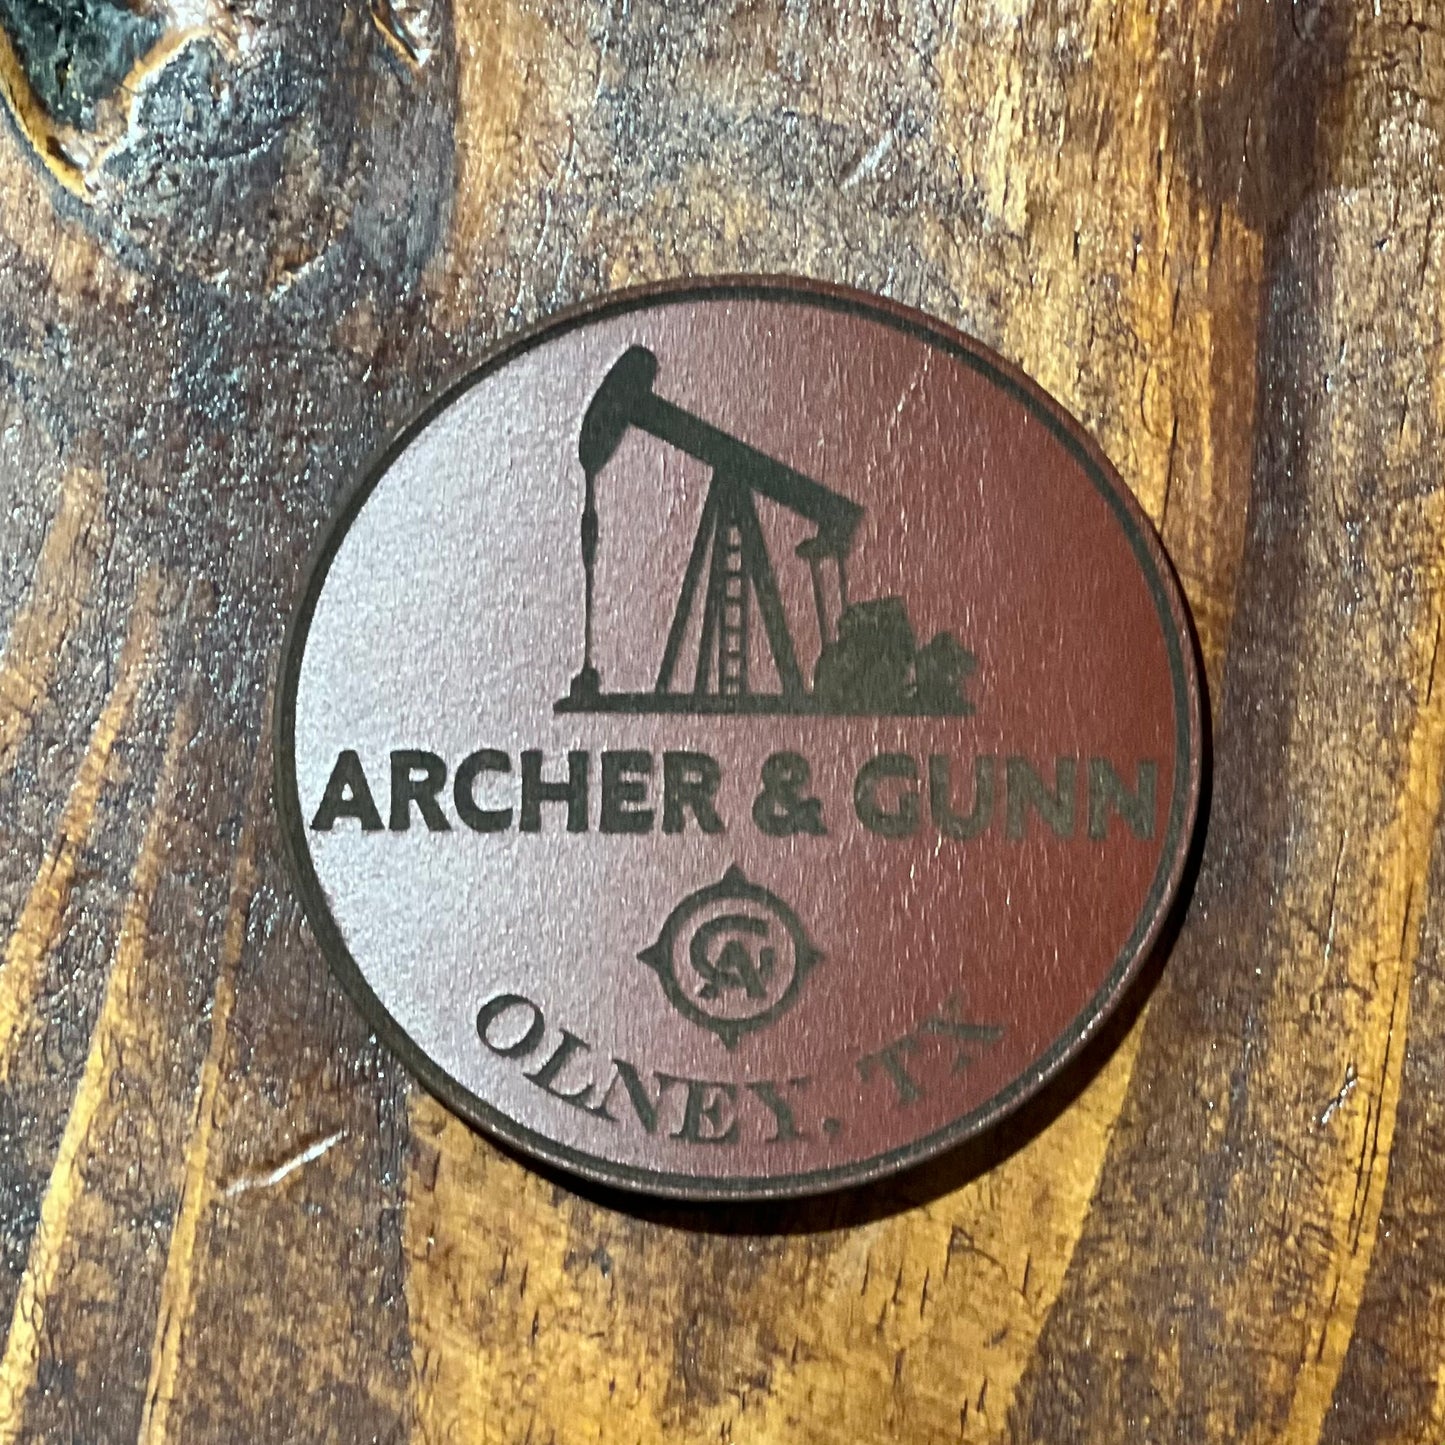 ARCHER & GUNN
OLNEY, TX